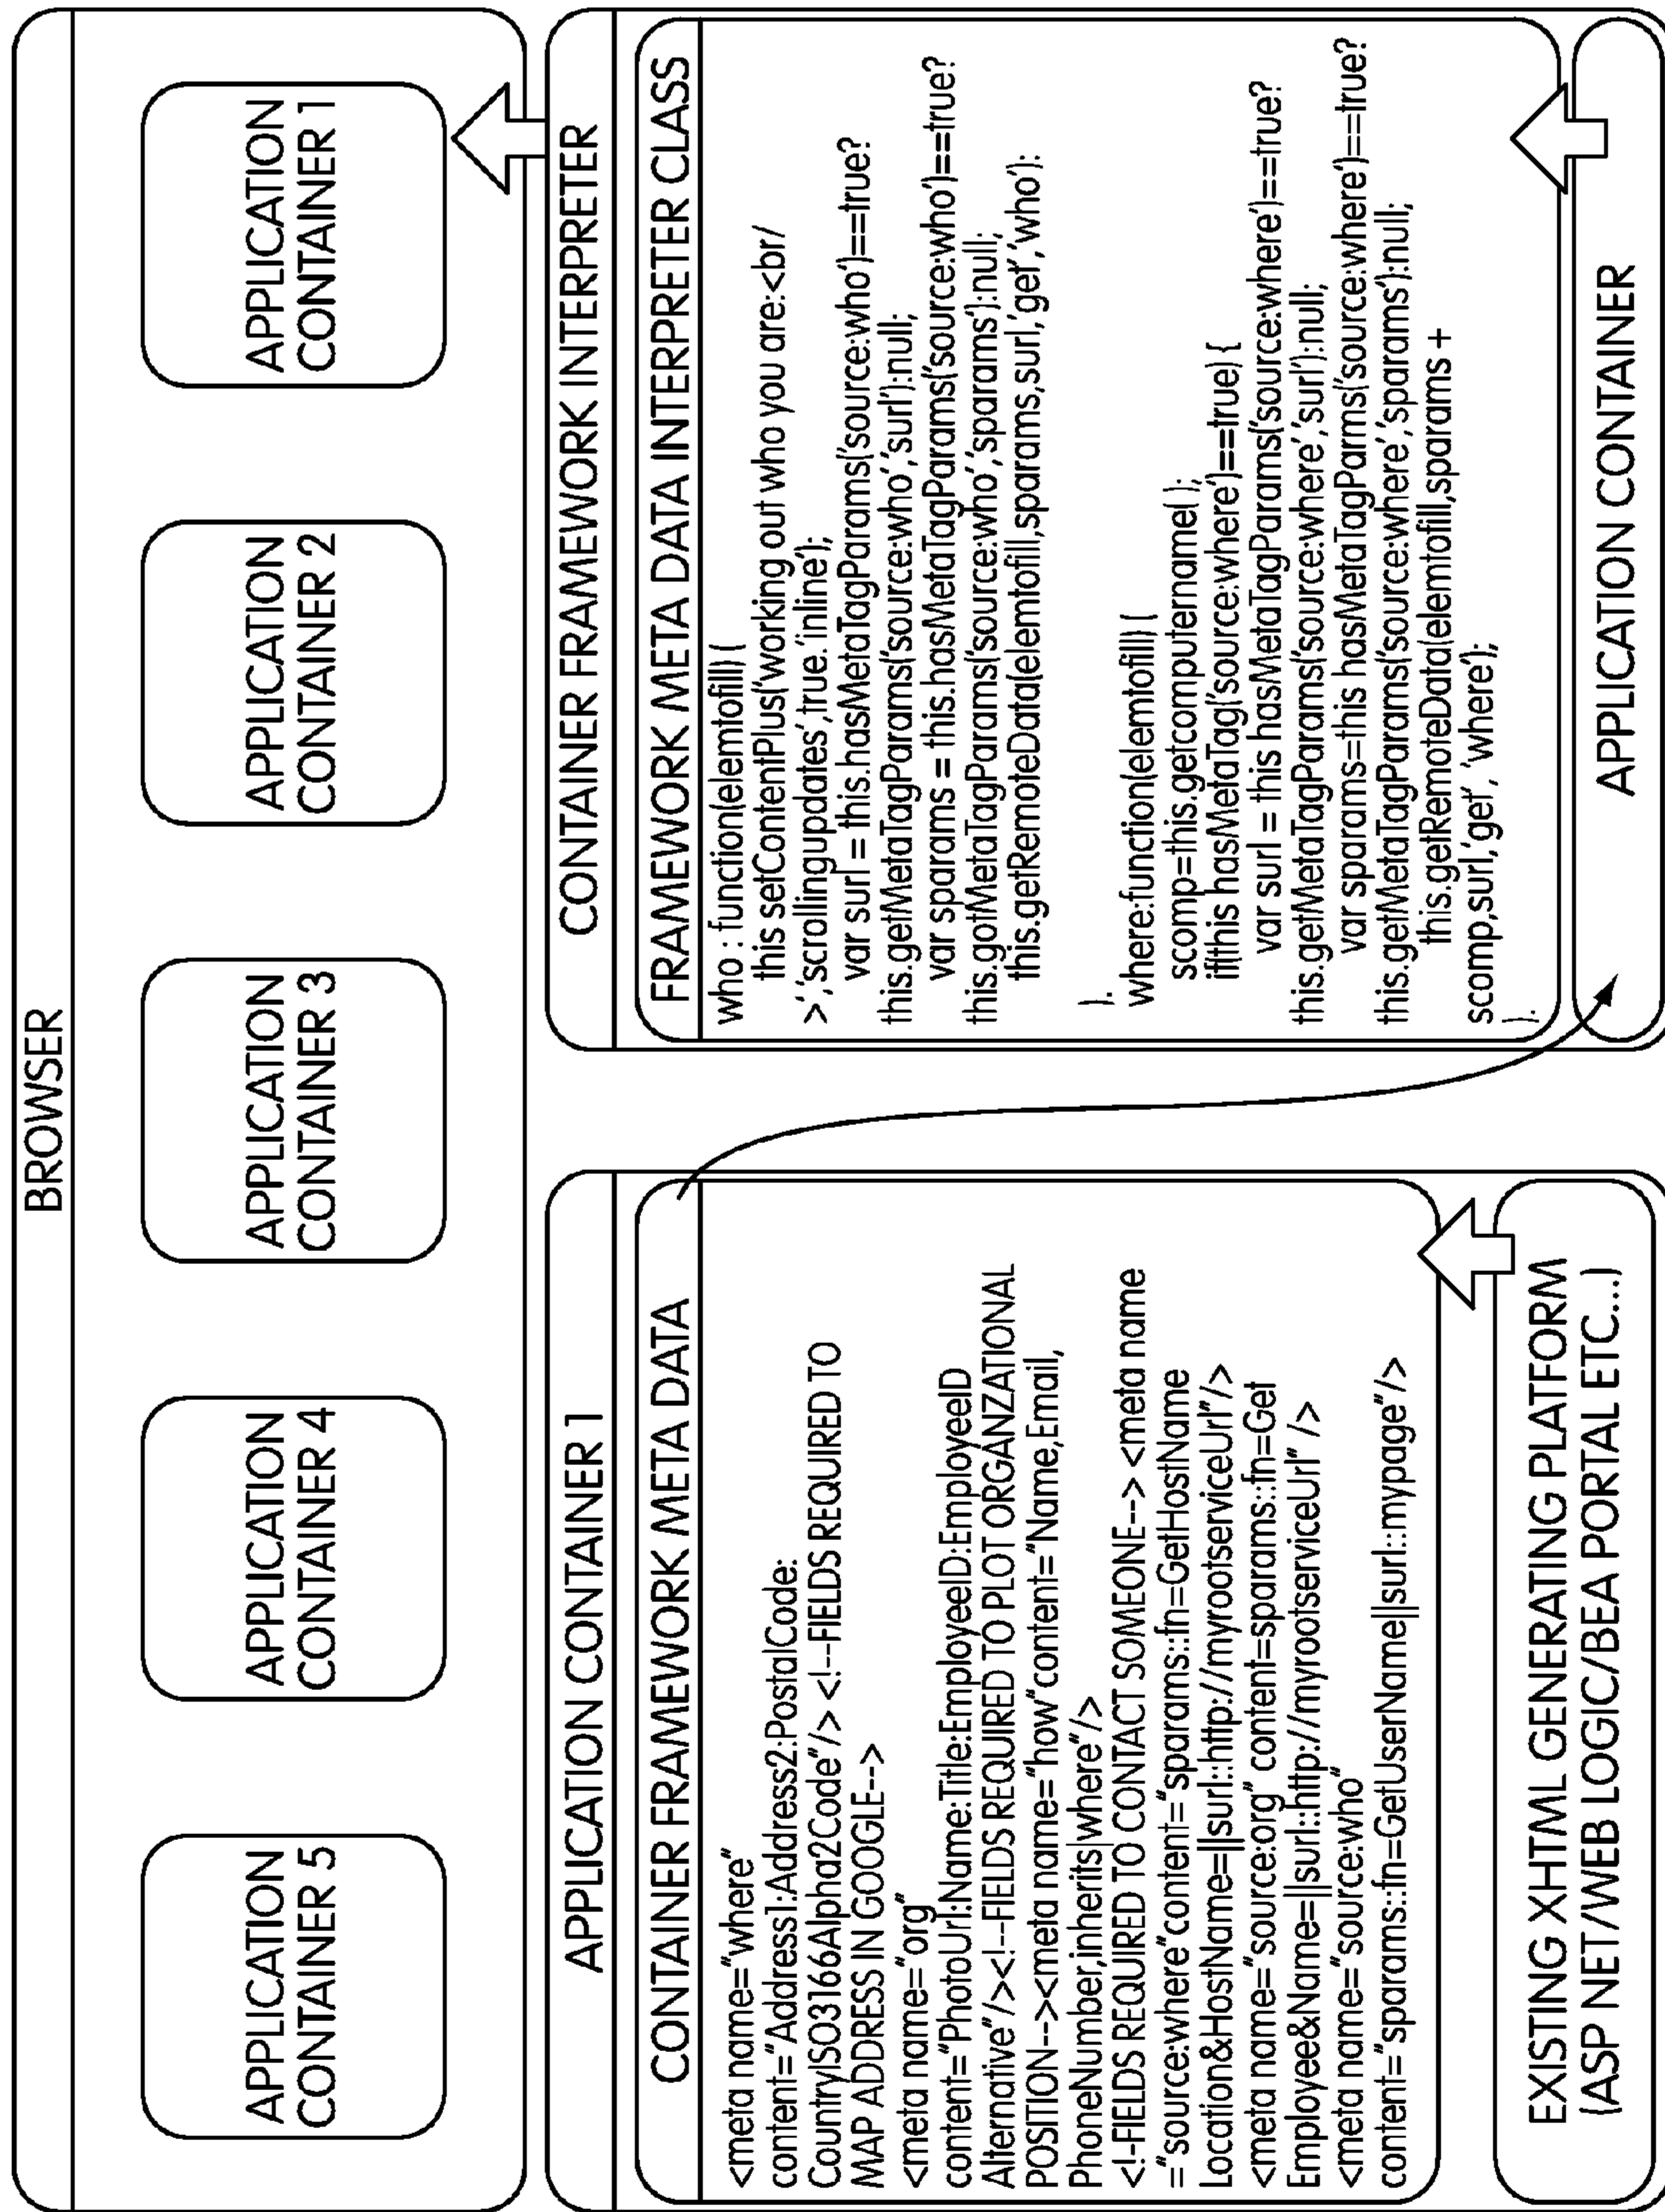 BROWSER
APPLICATION
CONTAINER 5
APPLICATION
CONTAINER 4
APPLICATION
CONTAINER 3
APPLICATION
CONTAINER 2
APPLICATION
CONTAINER 1
APPLICATION CONTAINER 1
CONTAINER FRAMEWORK META DATA
<meta name="where"
content="Address1:Address2:PostalCode:
CountryISO3166Alpha2Code"/> <!--FIELDS REQUIRED TO
MAP ADDRESS IN GOOGLE-->
<meta name="org"
content="PhotoUrl:Name:Title:EmployeeID:EmployeeID
Alternative"/><!--FIELDS REQUIRED TO PLOT ORGANZATIONAL
POSITION--><meta name="how"content="Name,Email,
PhoneNumber,inherits|where"/>
<!-FIELDS REQUIRED TO CONTACT SOMEONE--> <meta name
="source:where"content="sparams::fn=GetHostName
Location&HostName=||surl::http://myrootserviceUrl"/>
<meta name="source:org" content=sparams::fn=Get
Employee&Name=||surl::http://myrootserviceUrl" />
<meta name="source:who"
content="sparams::fn=GetUserName||surl::mypage"/>
EXISTING XHTML GENERATING PLATFORM
(ASP NET/WEB LOGIC/BEA PORTAL ETC...)
CONTAINER FRAMEWORK INTERPRETER
FRAMEWORK META DATA INTERPRETER CLASS
who : function(elemtofill) {
this setContentPlus('working out who you are:<br/
>','scrollingupdates',true.'inline');
var surl = this.hasMetaTagParams('source:who')==true?
this.getMetaTagParams('source:who','surl'):null;
var sparams = this.hasMetaTagParams('source:who')==true?
this.gotMetaTagParams('source:who','sparams'):null;
this.getRemoteData(elemtofill,sparams,surl,'get','who'):
).
where:function(elemtofill) {
scomp=this.getcomputername( );
if(this hasMetaTag('source:where')==true) {
var surl = this hasMetaTagParams('source:where')==true?
this.getMetaTagParams('source:where','surl'):null;
var sparams=this hasMetaTagParms('source:where')==true?
this.getMetaTagParams('source:where','sparams'):null;
this.getRemoteData(elemtofill,sparams +
scomp,surl,'get', 'where');
).
APPLICATION CONTAINER